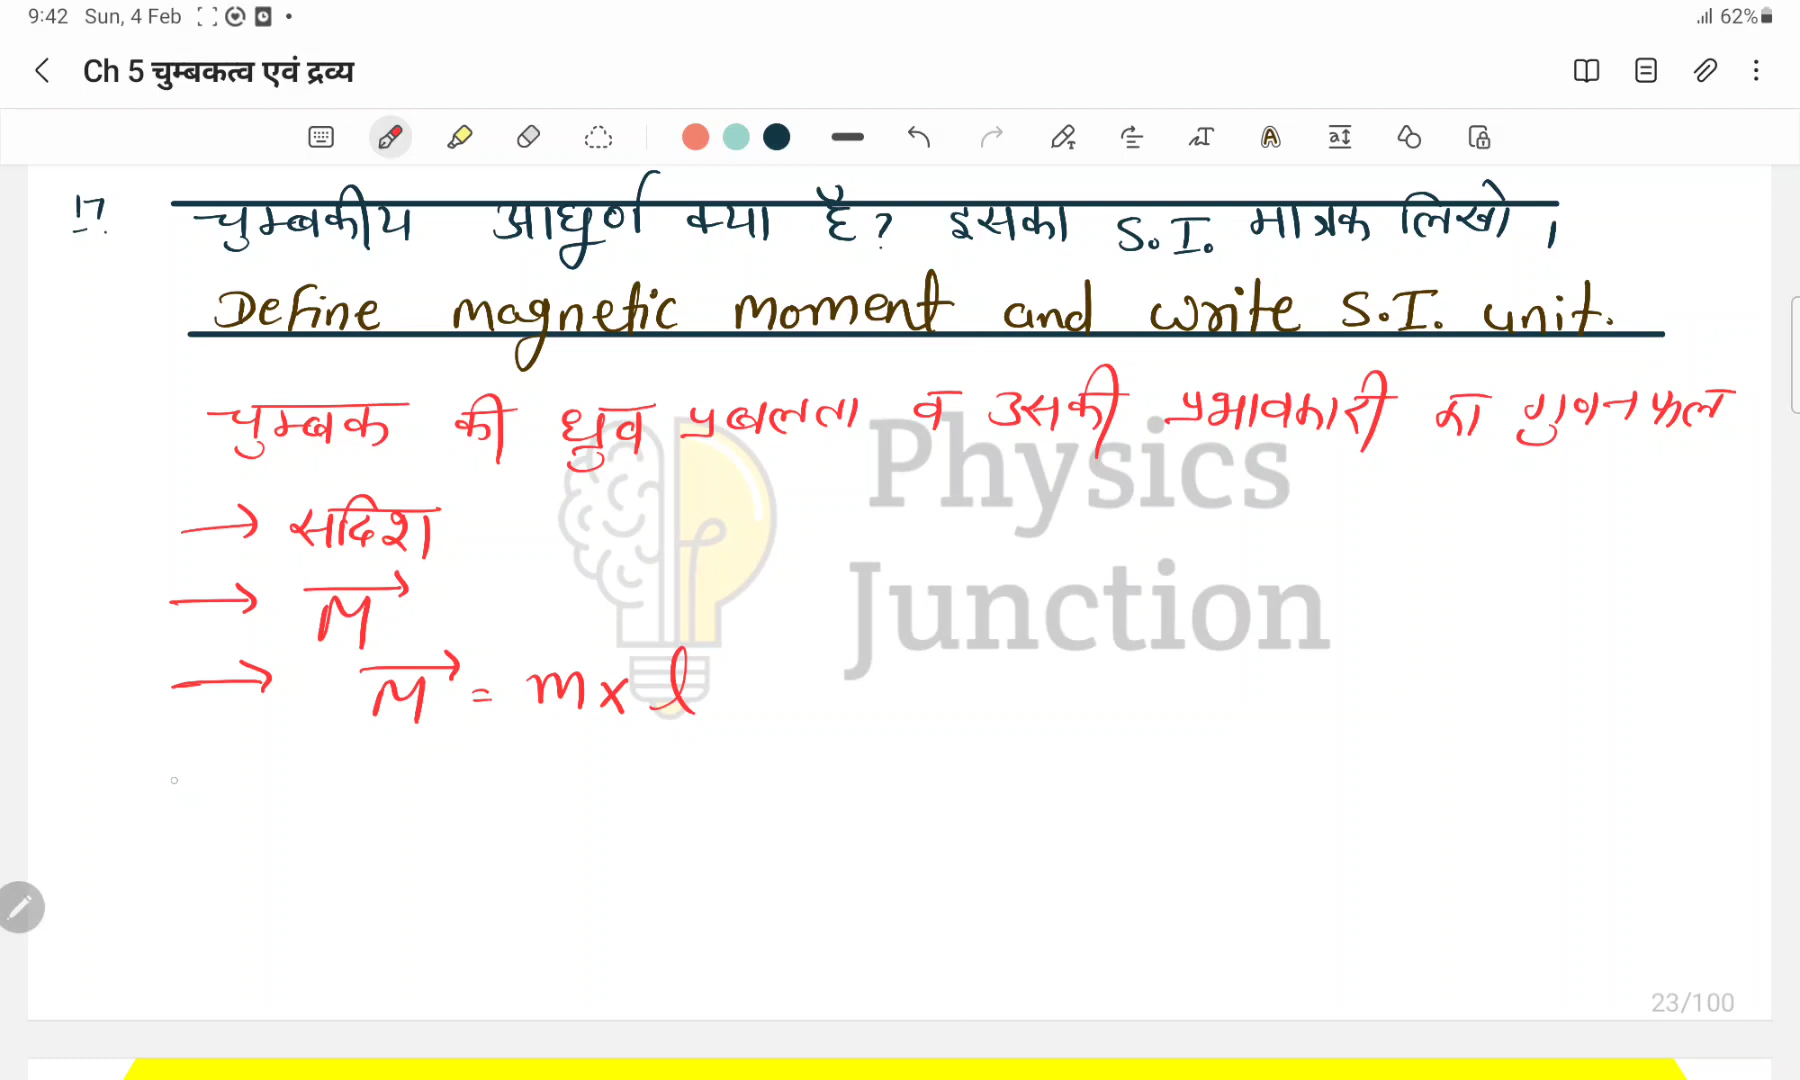 9:42 Sun, 4 Feb 62%
Ch 5 चुम्बकत्व एवं द्रव्य
17. चुम्बकीय आघुर्ण क्या है? इसका S.I. मात्रक लिखो,
Define magnetic moment and write S.I. unit.
चुम्बक की ध्रुव प्रबलता व उसकी प्रभावकारी का गुणनफल
→ सदिश
→ M→
→ M→ = m x l
Physics
Junction
23/100